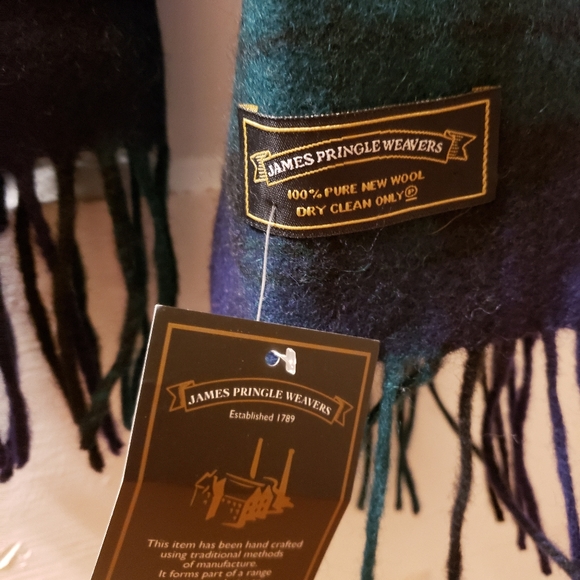 JAMES PRINGLE WEAVERS
100% PURE NEW WOOL
DRY CLEAN ONLY Ⓟ
JAMES PRINGLE WEAVERS
Established 1789
This item has been hand crafted
using traditional methods
of manufacture.
It forms part of a range